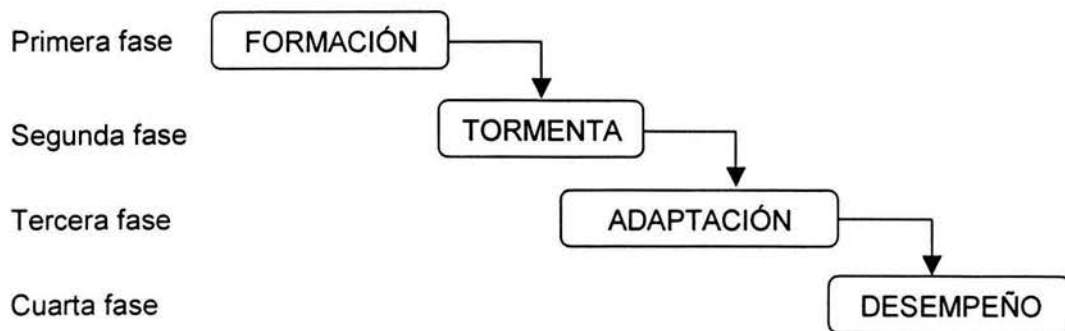 Primera fase FORMACIÓN
Segunda fase TORMENTA
Tercera fase ADAPTACIÓN
Cuarta fase DESEMPEÑO